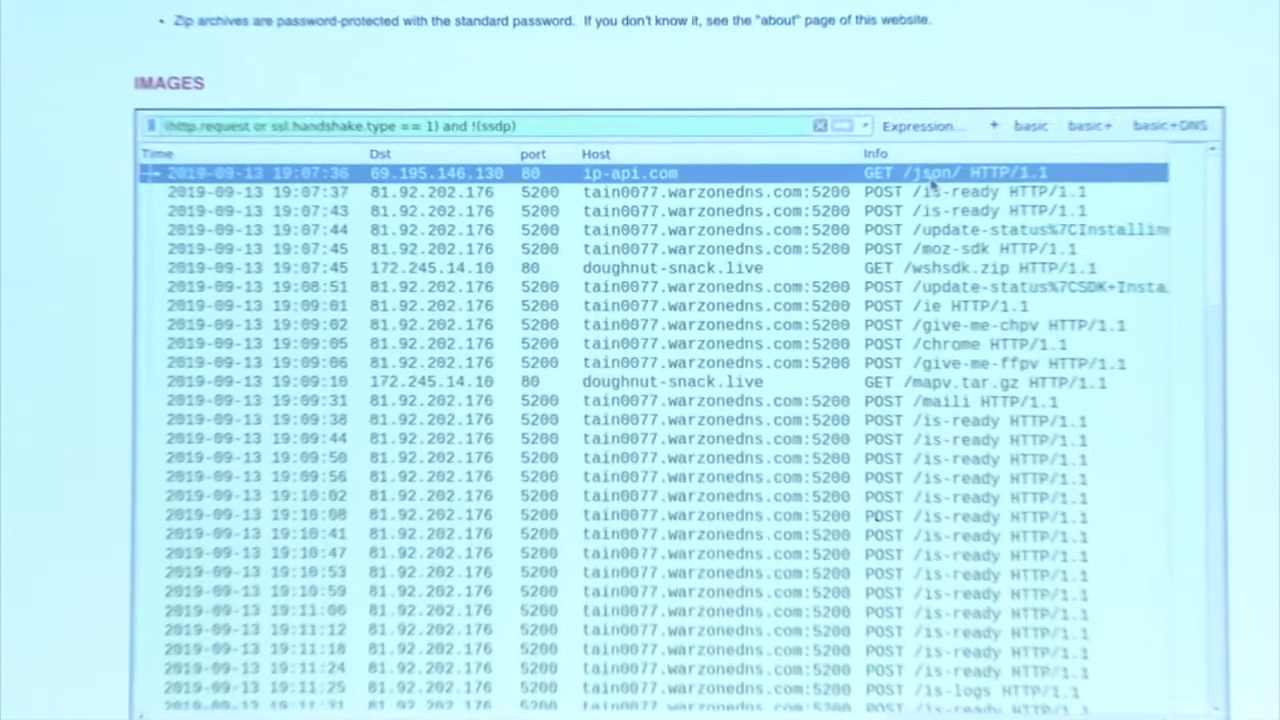 • Zip archives are password-protected with the standard password. If you don't know it, see the "about" page of this website.
IMAGES
(http.request or ssl.handshake.type == 1) and !(ssdp) Expression... + basic basic+ basic+DNS
Time Dst port Host Info
2019-09-13 19:07:36 69.195.146.130 80 ip-api.com GET /json/ HTTP/1.1
2019-09-13 19:07:37 81.92.202.176 5200 tain0077.warzonedns.com:5200 POST /is-ready HTTP/1.1
2019-09-13 19:07:43 81.92.202.176 5200 tain0077.warzonedns.com:5200 POST /is-ready HTTP/1.1
2019-09-13 19:07:44 81.92.202.176 5200 tain0077.warzonedns.com:5200 POST /update-status%7CInstallin
2019-09-13 19:07:45 81.92.202.176 5200 tain0077.warzonedns.com:5200 POST /moz-sdk HTTP/1.1
2019-09-13 19:07:45 172.245.14.10 80 doughnut-snack.live GET /wshsdk.zip HTTP/1.1
2019-09-13 19:08:51 81.92.202.176 5200 tain0077.warzonedns.com:5200 POST /update-status%7CSDK+Insta
2019-09-13 19:09:01 81.92.202.176 5200 tain0077.warzonedns.com:5200 POST /ie HTTP/1.1
2019-09-13 19:09:02 81.92.202.176 5200 tain0077.warzonedns.com:5200 POST /give-me-chpv HTTP/1.1
2019-09-13 19:09:05 81.92.202.176 5200 tain0077.warzonedns.com:5200 POST /chrome HTTP/1.1
2019-09-13 19:09:06 81.92.202.176 5200 tain0077.warzonedns.com:5200 POST /give-me-ffpv HTTP/1.1
2019-09-13 19:09:10 172.245.14.10 80 doughnut-snack.live GET /mapv.tar.gz HTTP/1.1
2019-09-13 19:09:31 81.92.202.176 5200 tain0077.warzonedns.com:5200 POST /maili HTTP/1.1
2019-09-13 19:09:38 81.92.202.176 5200 tain0077.warzonedns.com:5200 POST /is-ready HTTP/1.1
2019-09-13 19:09:44 81.92.202.176 5200 tain0077.warzonedns.com:5200 POST /is-ready HTTP/1.1
2019-09-13 19:09:50 81.92.202.176 5200 tain0077.warzonedns.com:5200 POST /is-ready HTTP/1.1
2019-09-13 19:09:56 81.92.202.176 5200 tain0077.warzonedns.com:5200 POST /is-ready HTTP/1.1
2019-09-13 19:10:02 81.92.202.176 5200 tain0077.warzonedns.com:5200 POST /is-ready HTTP/1.1
2019-09-13 19:10:08 81.92.202.176 5200 tain0077.warzonedns.com:5200 POST /is-ready HTTP/1.1
2019-09-13 19:10:41 81.92.202.176 5200 tain0077.warzonedns.com:5200 POST /is-ready HTTP/1.1
2019-09-13 19:10:47 81.92.202.176 5200 tain0077.warzonedns.com:5200 POST /is-ready HTTP/1.1
2019-09-13 19:10:53 81.92.202.176 5200 tain0077.warzonedns.com:5200 POST /is-ready HTTP/1.1
2019-09-13 19:10:59 81.92.202.176 5200 tain0077.warzonedns.com:5200 POST /is-ready HTTP/1.1
2019-09-13 19:11:06 81.92.202.176 5200 tain0077.warzonedns.com:5200 POST /is-ready HTTP/1.1
2019-09-13 19:11:12 81.92.202.176 5200 tain0077.warzonedns.com:5200 POST /is-ready HTTP/1.1
2019-09-13 19:11:18 81.92.202.176 5200 tain0077.warzonedns.com:5200 POST /is-ready HTTP/1.1
2019-09-13 19:11:24 81.92.202.176 5200 tain0077.warzonedns.com:5200 POST /is-ready HTTP/1.1
2019-09-13 19:11:25 81.92.202.176 5200 tain0077.warzonedns.com:5200 POST /is-logs HTTP/1.1
2019-09-13 19:11:31 81.92.202.176 5200 tain0077.warzonedns.com:5200 POST /is-ready HTTP/1.1